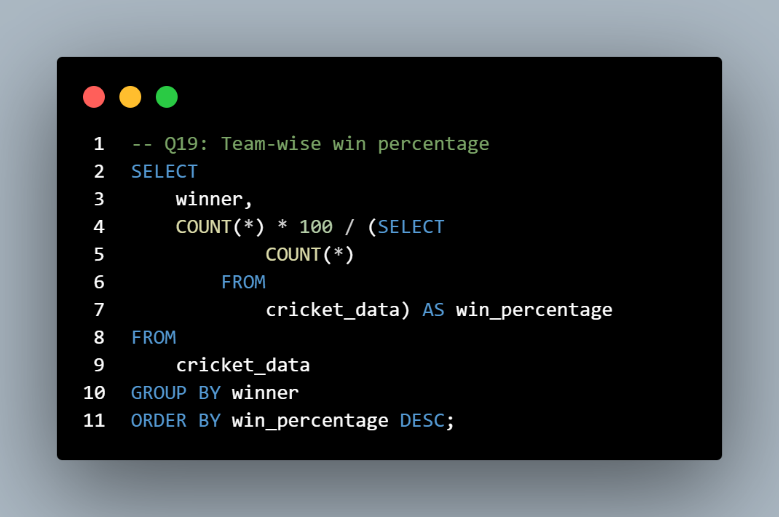 1 -- Q19: Team-wise win percentage
2 SELECT
3     winner,
4     COUNT(*) * 100 / (SELECT
5             COUNT(*)
6         FROM
7             cricket_data) AS win_percentage
8 FROM
9     cricket_data
10 GROUP BY winner
11 ORDER BY win_percentage DESC;